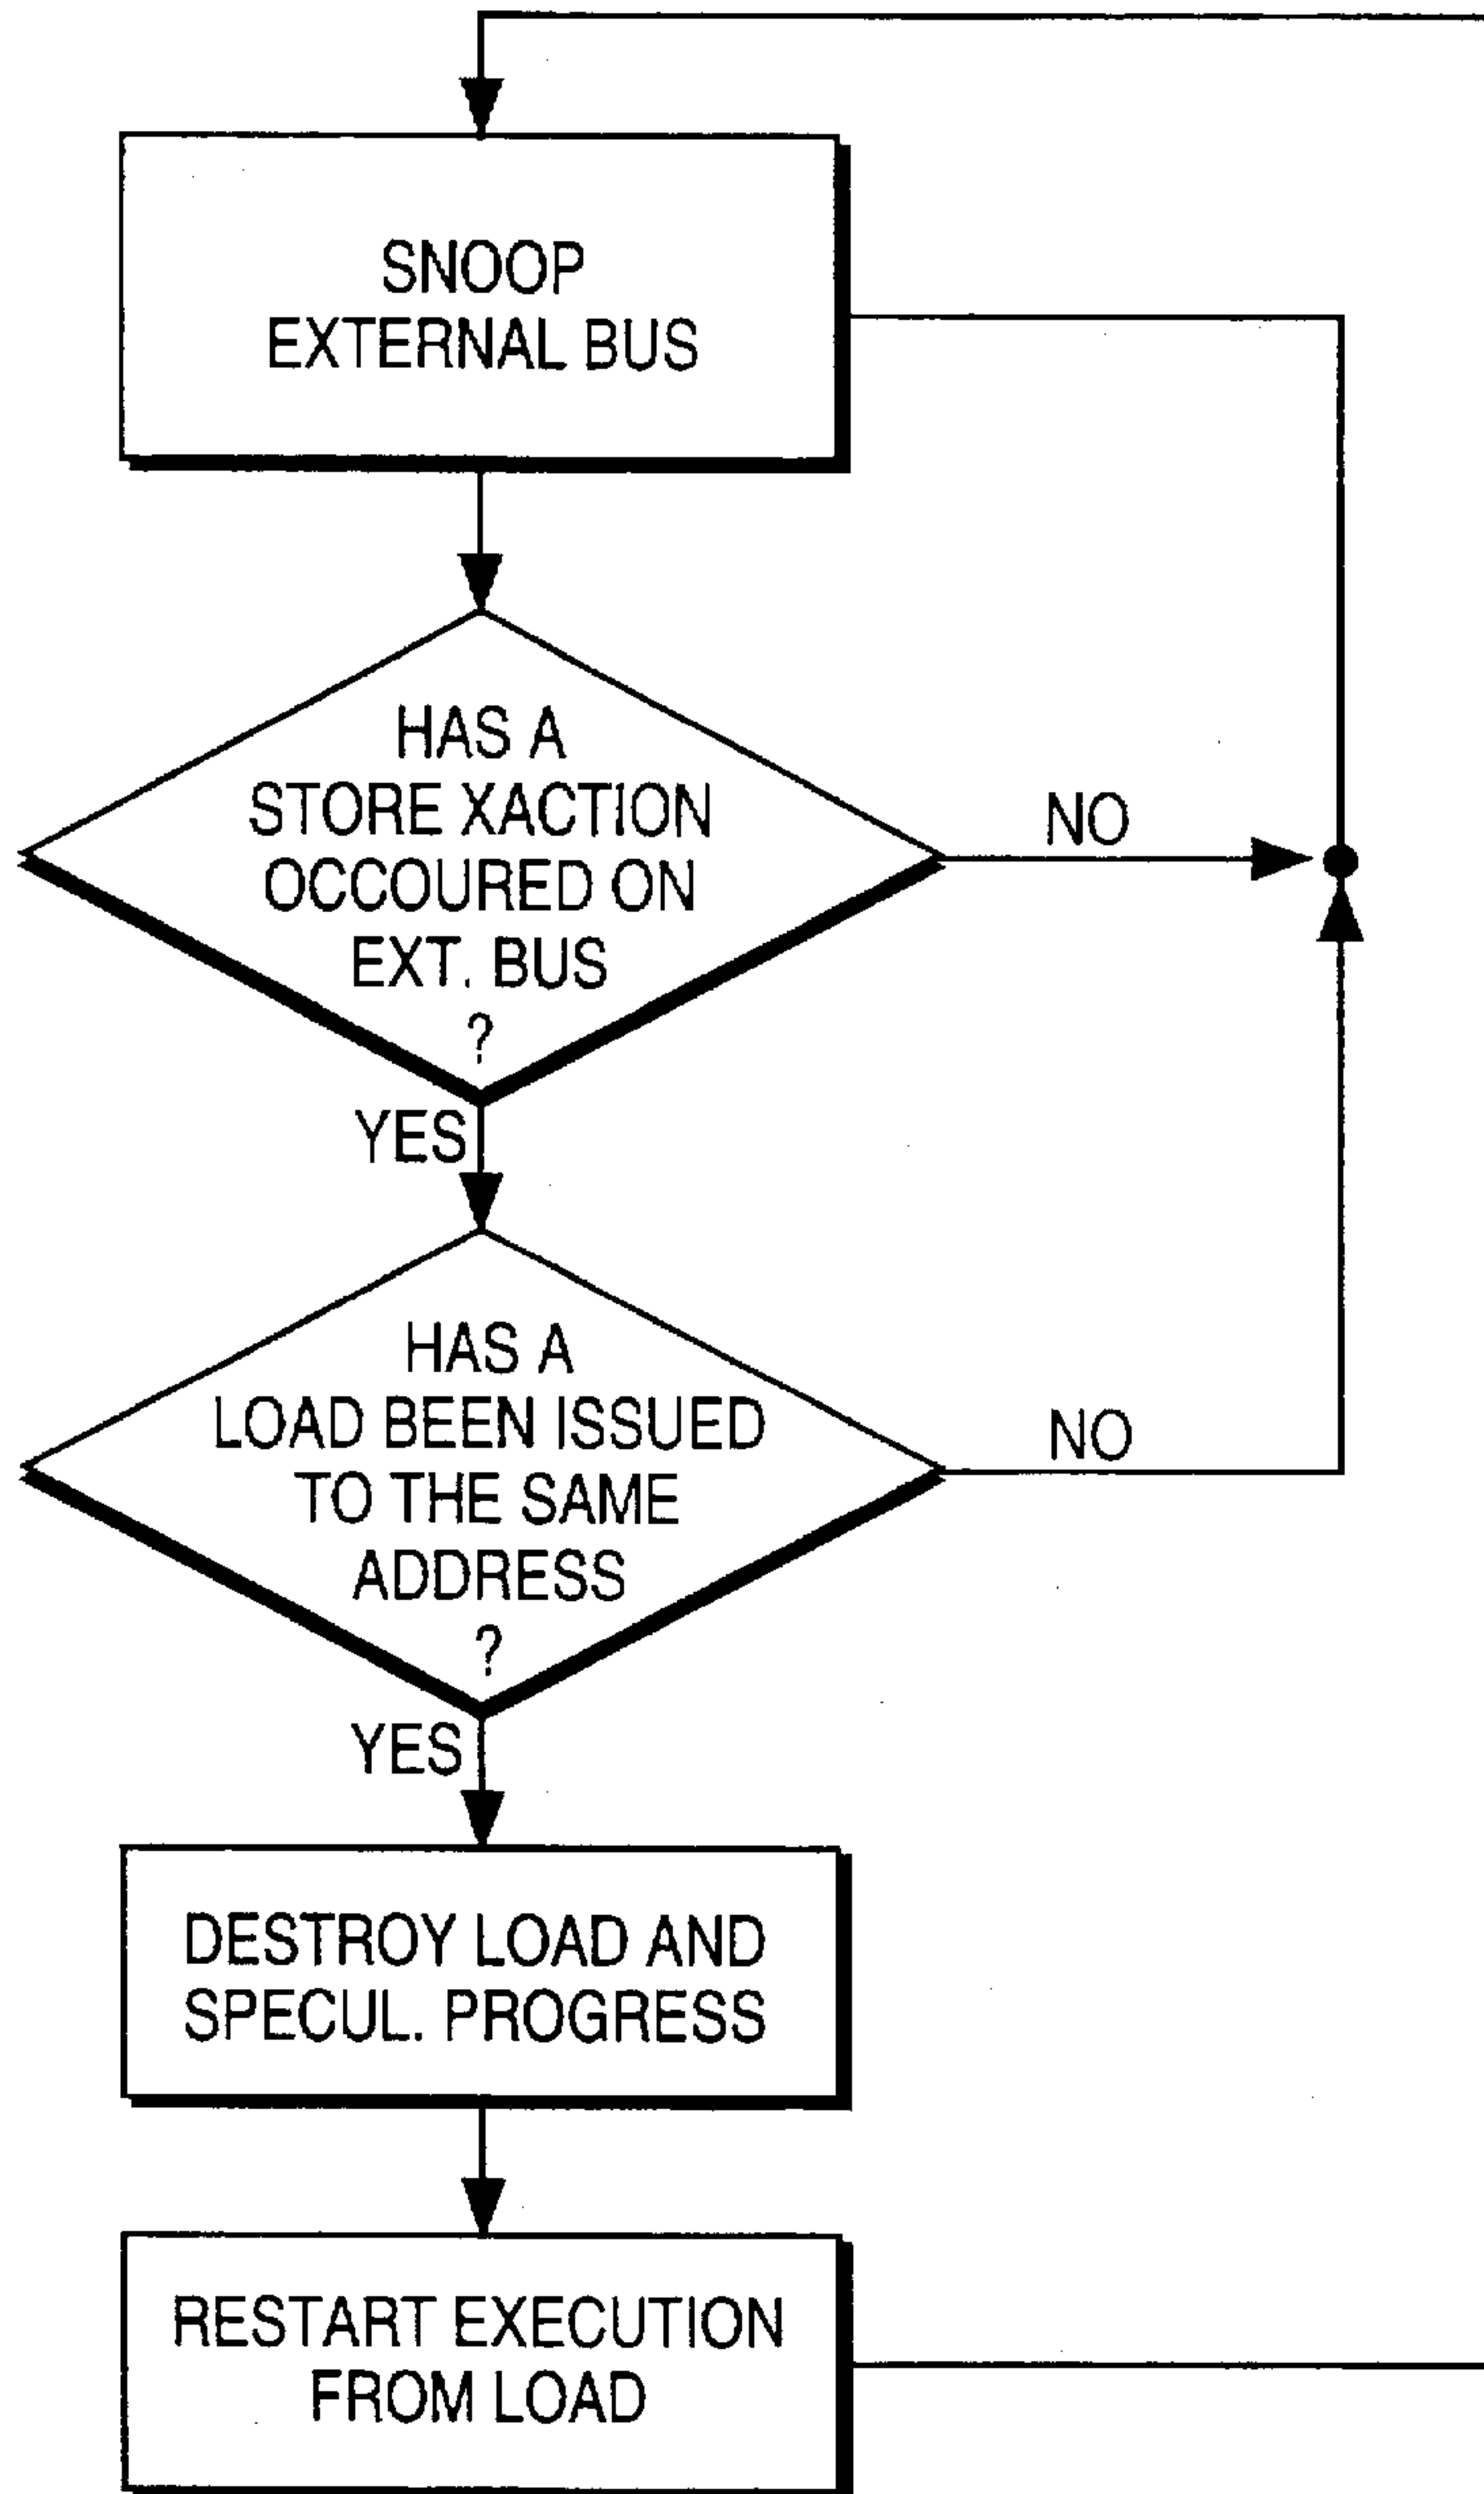 SNOOP
EXTERNAL BUS
HAS A
STORE XACTION
OCCOURED ON
EXT. BUS
?
NO
YES
HAS A
LOAD BEEN ISSUED
TO THE SAME
ADDRESS
?
NO
YES
DESTROY LOAD AND
SPECUL. PROGRESS
RESTART EXECUTION
FROM LOAD